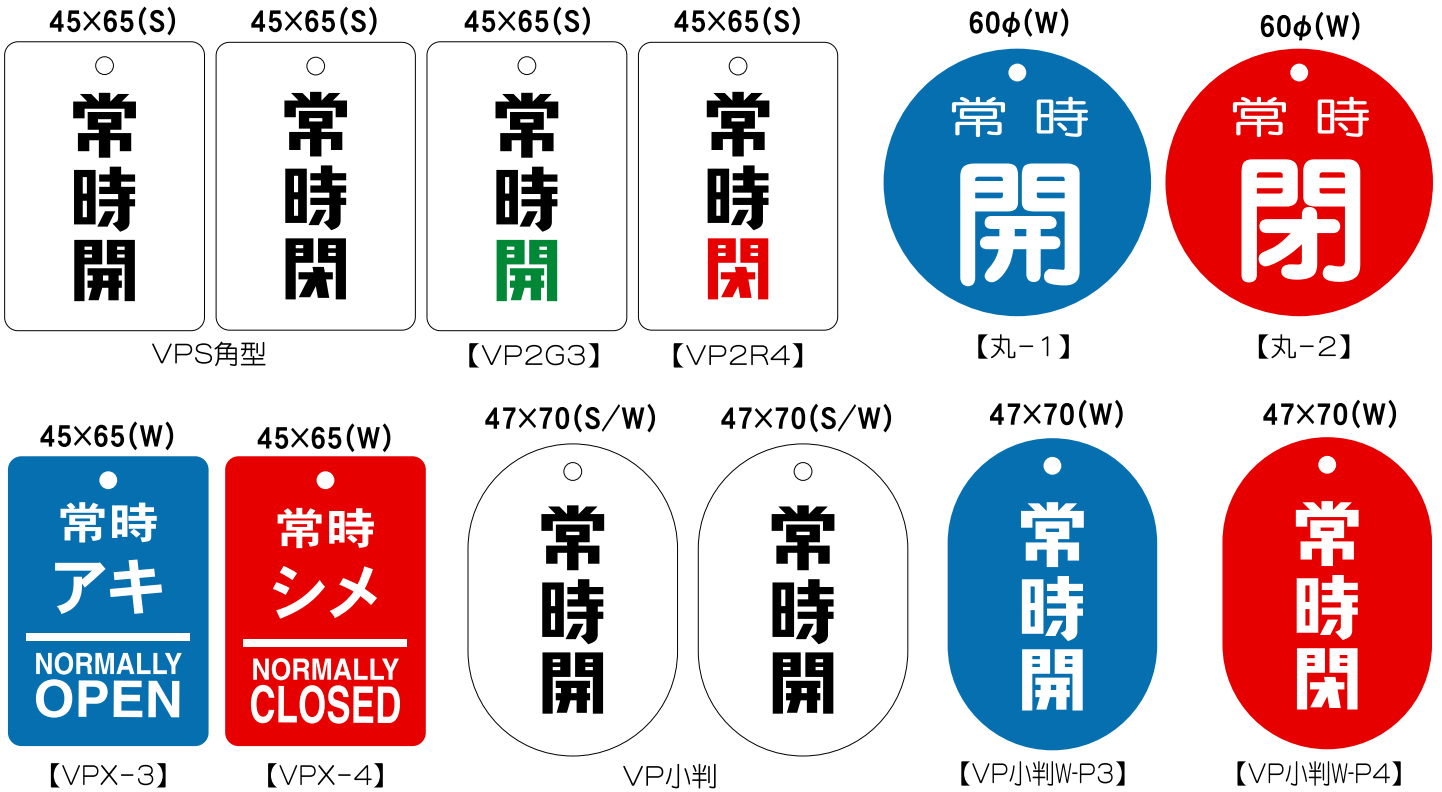 45×65(S)
常
時
開
45×65(S)
常
時
閉
VPS角型
45×65(S)
常
時
開
【VP2G3】
45×65(S)
常
時
閉
【VP2R4】
60φ(W)
常 時
開
【丸-1】
60φ(W)
常 時
閉
【丸-2】
45×65(W)
常時
アキ
NORMALLY
OPEN
【VPX-3】
45×65(W)
常時
シメ
NORMALLY
CLOSED
【VPX-4】
47×70(S/W)
常
時
開
47×70(S/W)
常
時
開
VP小判
47×70(W)
常
時
開
【VP小判W-P3】
47×70(W)
常
時
閉
【VP小判W-P4】